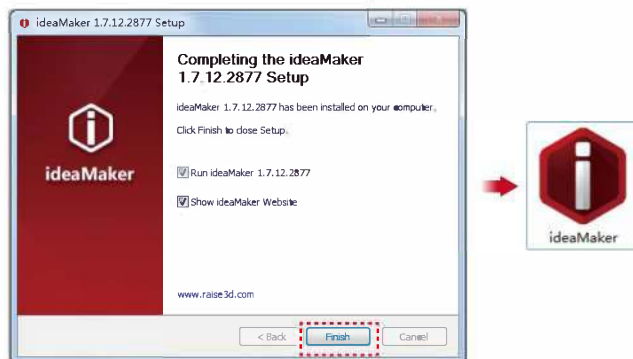 ideaMaker 1.7.12.2877 Setup
Completing the ideaMaker
1.7.12.2877 Setup
ideaMaker 1.7.12.2877 has been installed on your computer.
Click Finish to close Setup.
ideaMaker
Run ideaMaker 1.7.12.2877
Show ideaMaker Website
www.raise3d.com
< Back
Finish
Cancel
ideaMaker